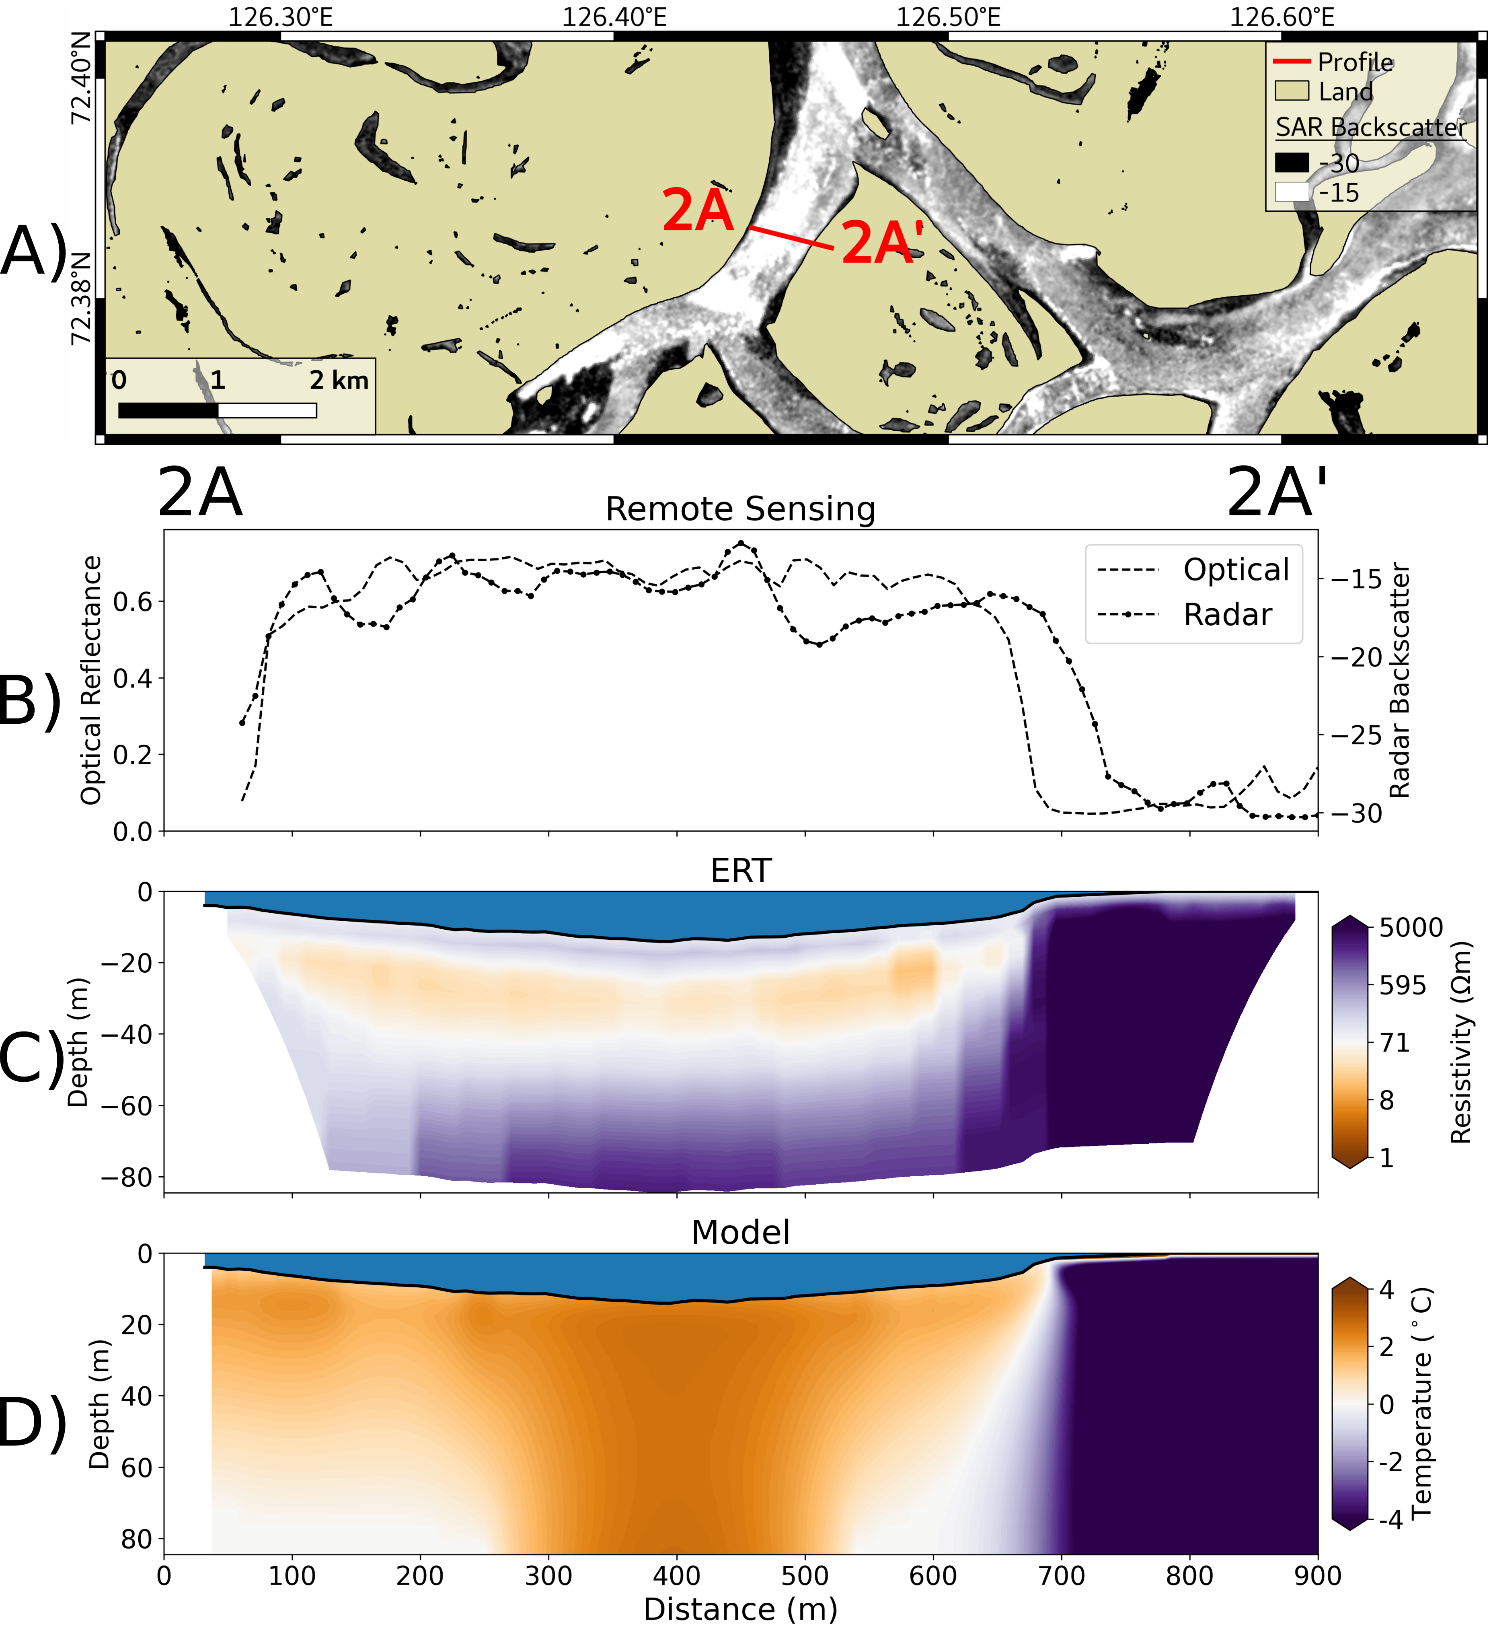 126.30°E 126.40°E 126.50°E 126.60°E
72.40°N
72.38°N
A)
Profile
Land
SAR Backscatter
-30
-15
2A
2A'
0 1 2 km
2A 2A'
Remote Sensing
B)
Optical Reflectance
0.6
0.4
0.2
0.0
Optical
Radar
−15
−20
−25
−30
Radar Backscatter
ERT
C)
Depth (m)
0
−20
−40
−60
−80
5000
595
71
8
1
Resistivity (Ωm)
Model
D)
Depth (m)
0
20
40
60
80
4
2
0
-2
-4
Temperature (°C)
0 100 200 300 400 500 600 700 800 900
Distance (m)